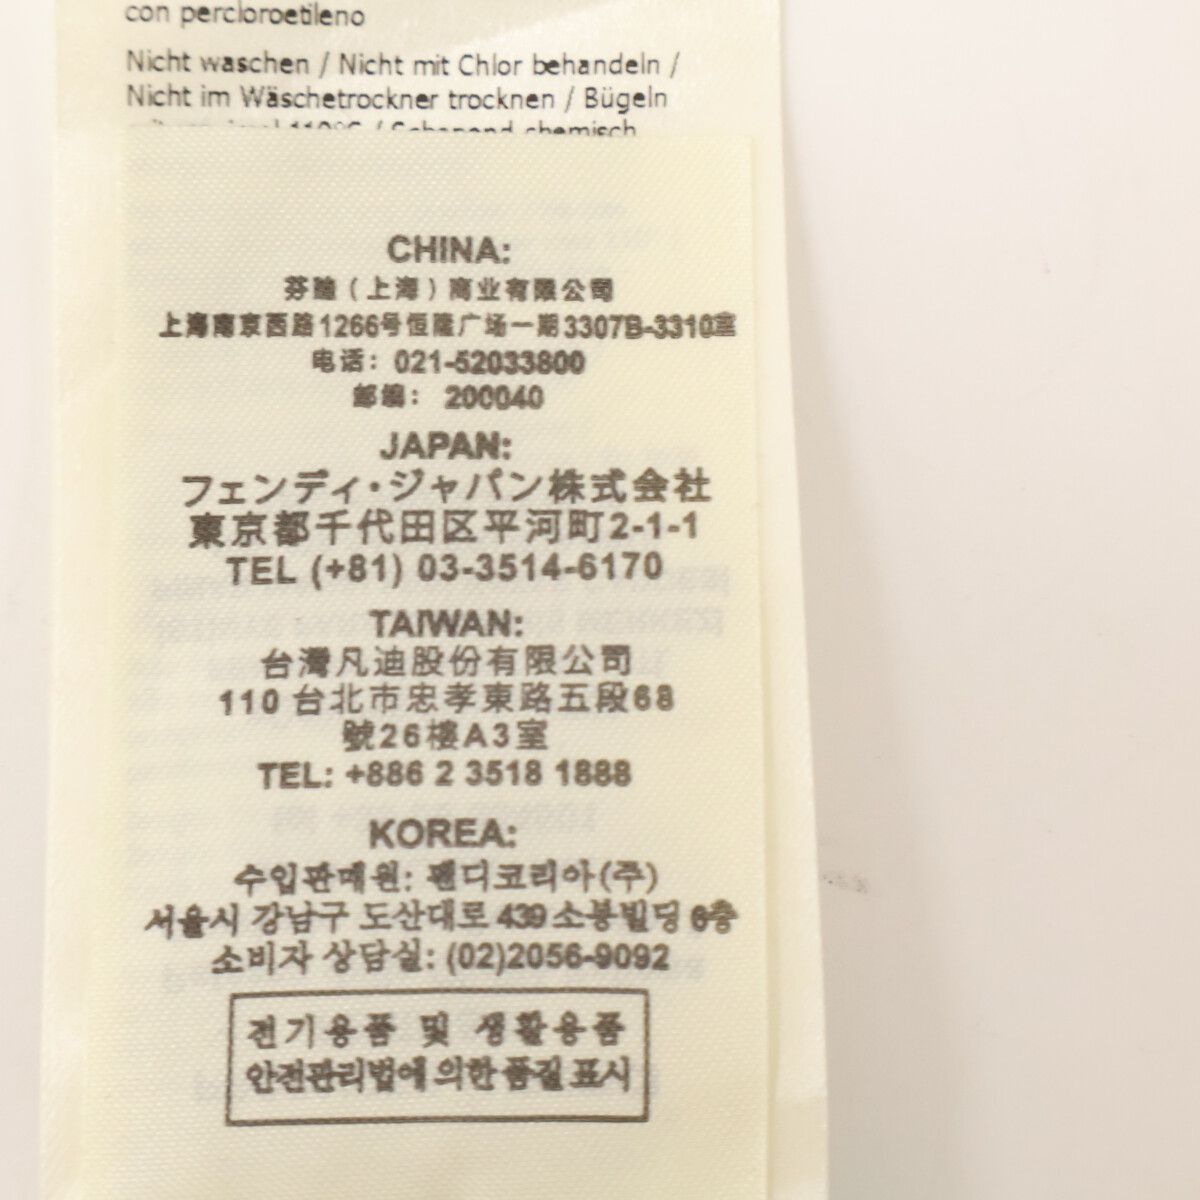 con percloroetileno
Nicht waschen / Nicht mit Chlor behandeln /
Nicht im Wäschetrockner trocknen / Bügeln
110°C / Schonend chemisch
CHINA:
芬迪（上海）商业有限公司
上海南京西路1266号恒隆广场一期3307B-3310室
电话：021-52033800
邮编： 200040
JAPAN:
フェンディ・ジャパン株式会社
東京都千代田区平河町2-1-1
TEL (+81) 03-3514-6170
TAIWAN:
台灣凡迪股份有限公司
110 台北市忠孝東路五段68
號26樓A3室
TEL: +886 2 3518 1888
KOREA:
수입판매원: 펜디코리아(주)
서울시 강남구 도산대로 439 소봉빌딩 6층
소비자 상담실: (02)2056-9092
전기용품 및 생활용품
안전관리법에 의한 품질 표시